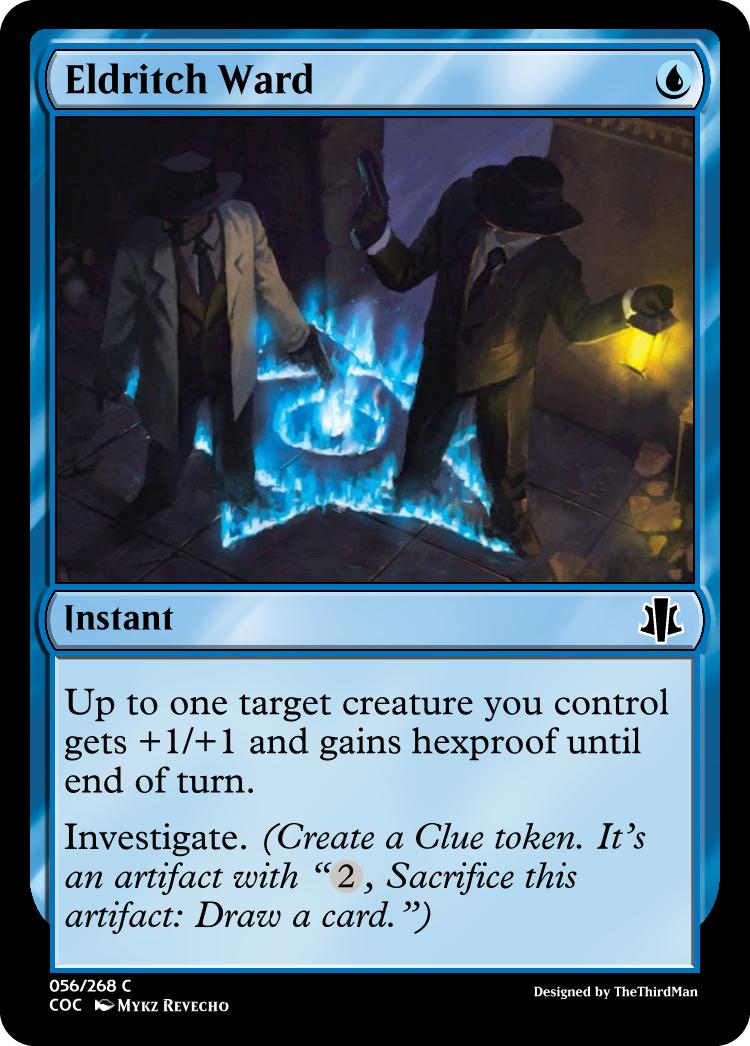 Eldritch Ward
Instant
Up to one target creature you control
gets +1/+1 and gains hexproof until
end of turn.
Investigate. (Create a Clue token. It's
an artifact with “2, Sacrifice this
artifact: Draw a card.”)
056/268 C
COC Mykz Revecho
Designed by TheThirdMan